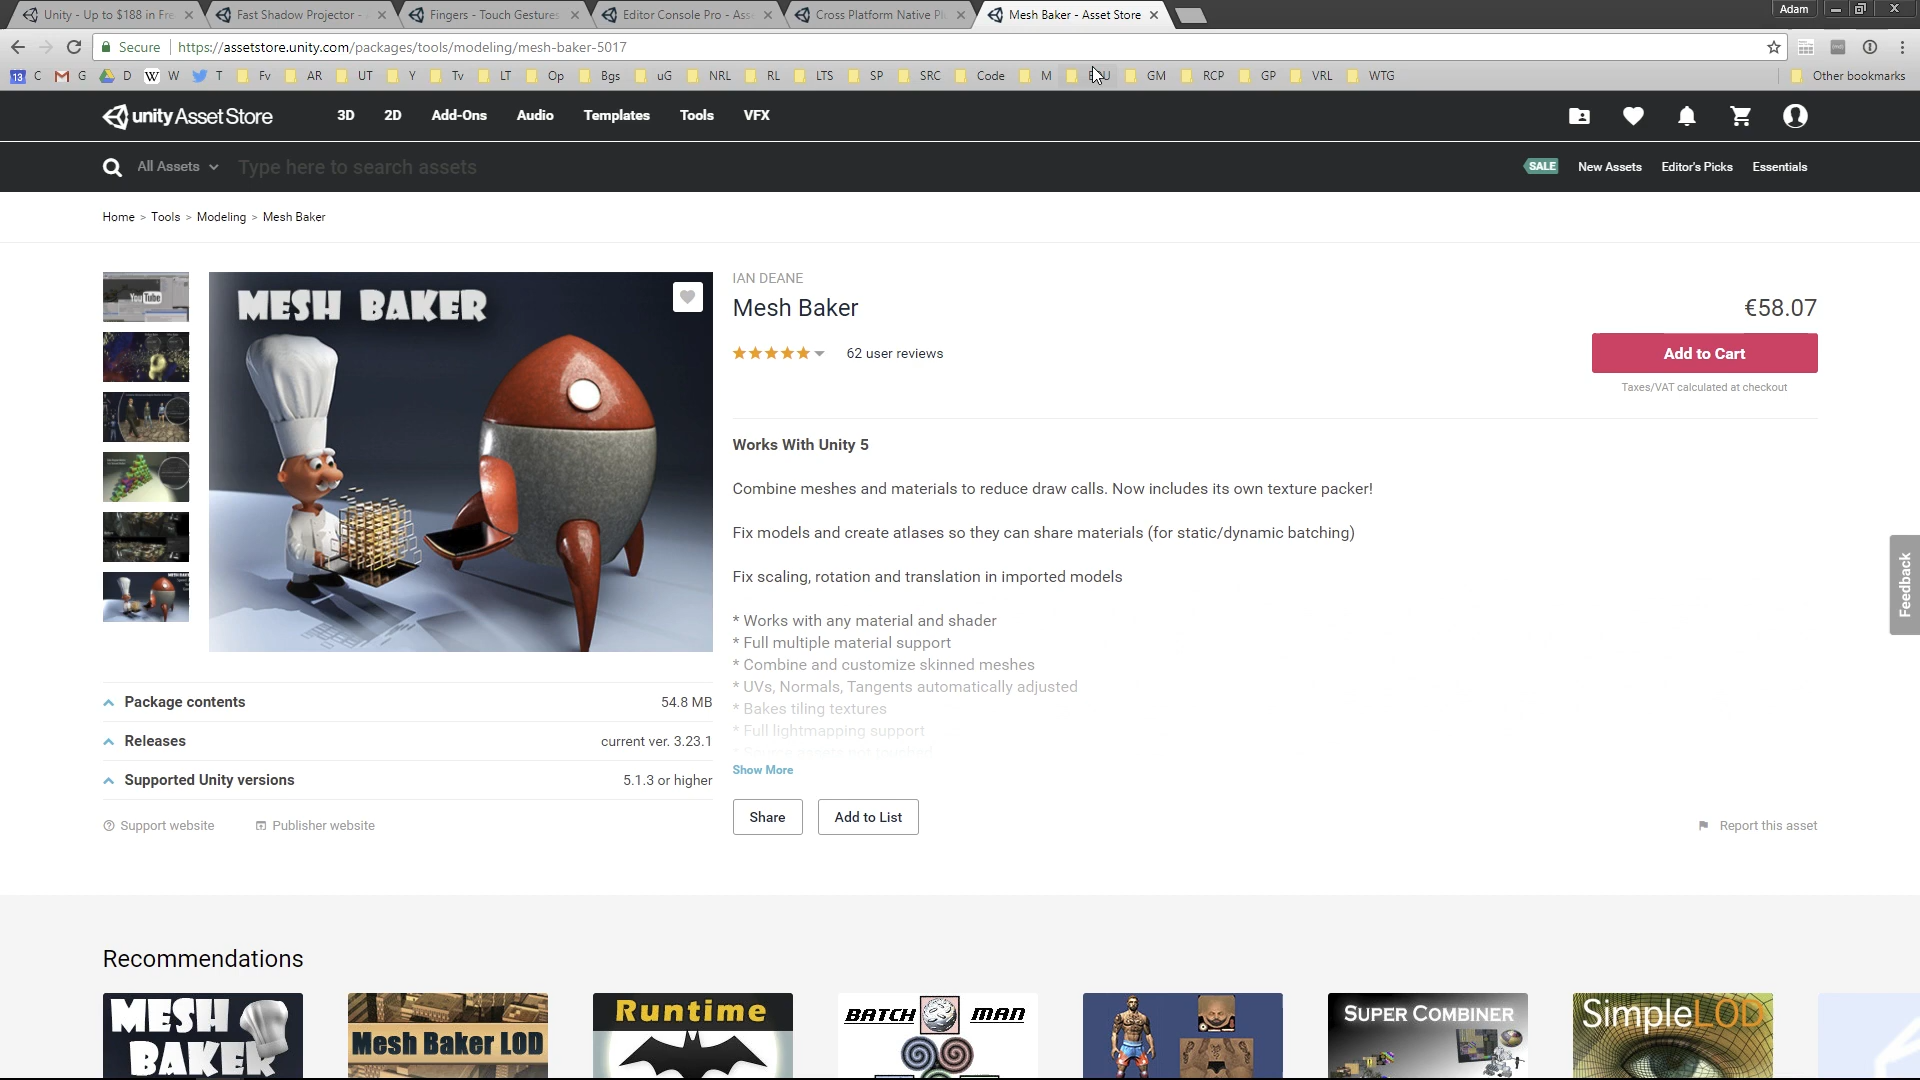 Unity - Up to $188 in Fre
Fast Shadow Projector -
Fingers - Touch Gestures
Editor Console Pro - Ass
Cross Platform Native Pl
Mesh Baker - Asset Store
Adam
Secure
https://assetstore.unity.com/packages/tools/modeling/mesh-baker-5017
13 C M G D W W T Fv AR UT Y Tv LT Op Bgs uG NRL RL LTS SP SRC Code M GM RCP GP VRL WTG Other bookmarks
unity Asset Store
3D 2D Add-Ons Audio Templates Tools VFX
All Assets Type here to search assets
SALE New Assets Editor's Picks Essentials
Home > Tools > Modeling > Mesh Baker
You Tube
MESH BAKER
IAN DEANE
Mesh Baker
62 user reviews
€58.07
Add to Cart
Taxes/VAT calculated at checkout
Works With Unity 5
Combine meshes and materials to reduce draw calls. Now includes its own texture packer!
Fix models and create atlases so they can share materials (for static/dynamic batching)
Fix scaling, rotation and translation in imported models
* Works with any material and shader
* Full multiple material support
* Combine and customize skinned meshes
* UVs, Normals, Tangents automatically adjusted
* Bakes tiling textures
* Full lightmapping support
Show More
Share
Add to List
Report this asset
Package contents 54.8 MB
Releases current ver. 3.23.1
Supported Unity versions 5.1.3 or higher
Support website
Publisher website
Feedback
Recommendations
MESH BAKER
Mesh Baker LOD
Runtime
BATCH MAN
SUPER COMBINER
SimpleLOD